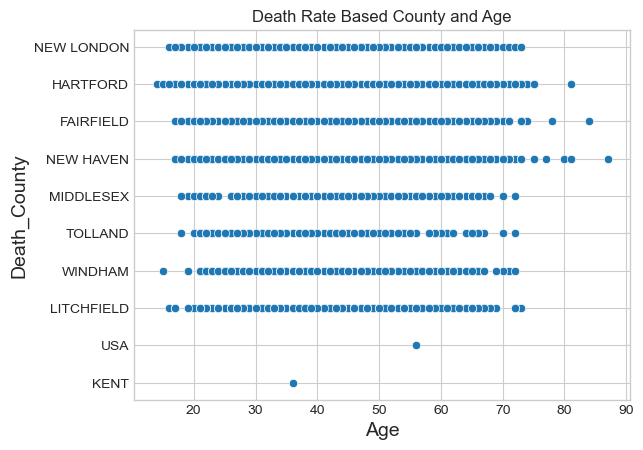 Death Rate Based County and Age
Death_County
NEW LONDON
HARTFORD
FAIRFIELD
NEW HAVEN
MIDDLESEX
TOLLAND
WINDHAM
LITCHFIELD
USA
KENT
20 30 40 50 60 70 80 90
Age